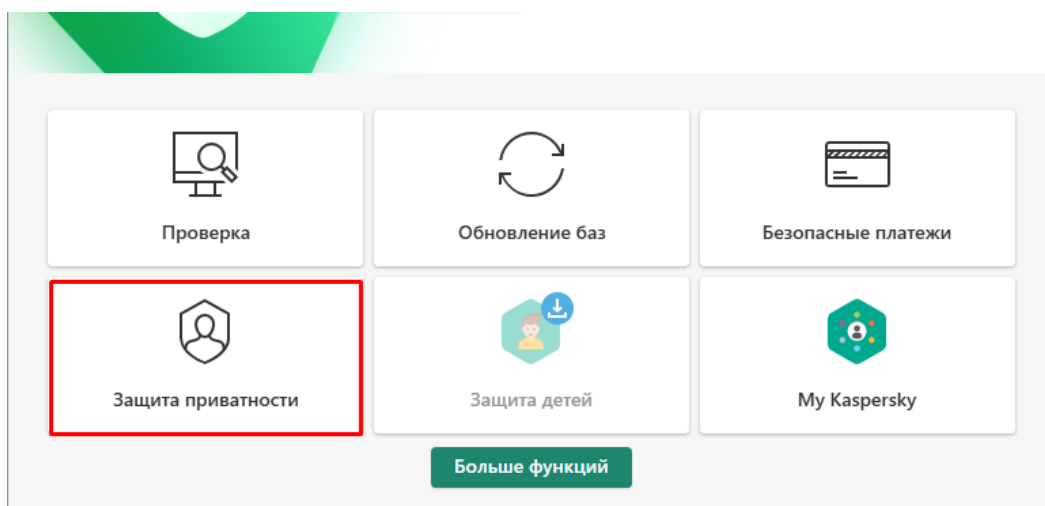 Проверка
Обновление баз
Безопасные платежи
Защита приватности
Защита детей
My Kaspersky
Больше функций